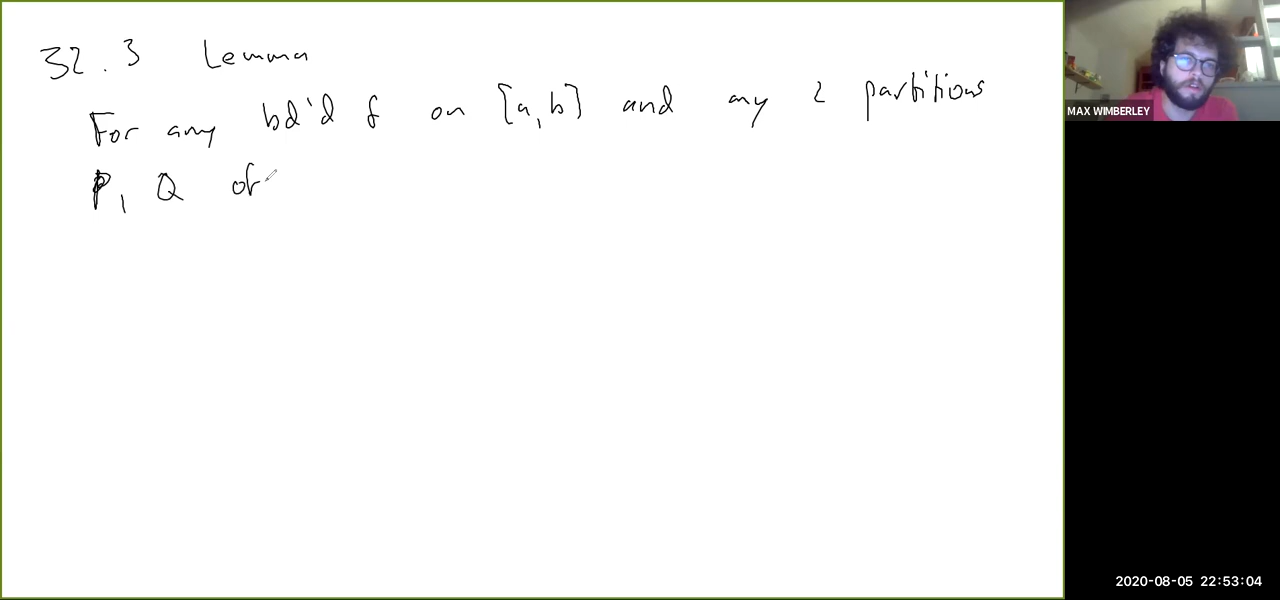 32.3 Lemma
For any bd'd f on [a,b] and any 2 partitions
P, Q of
MAX WIMBERLEY
2020-08-05 22:53:04